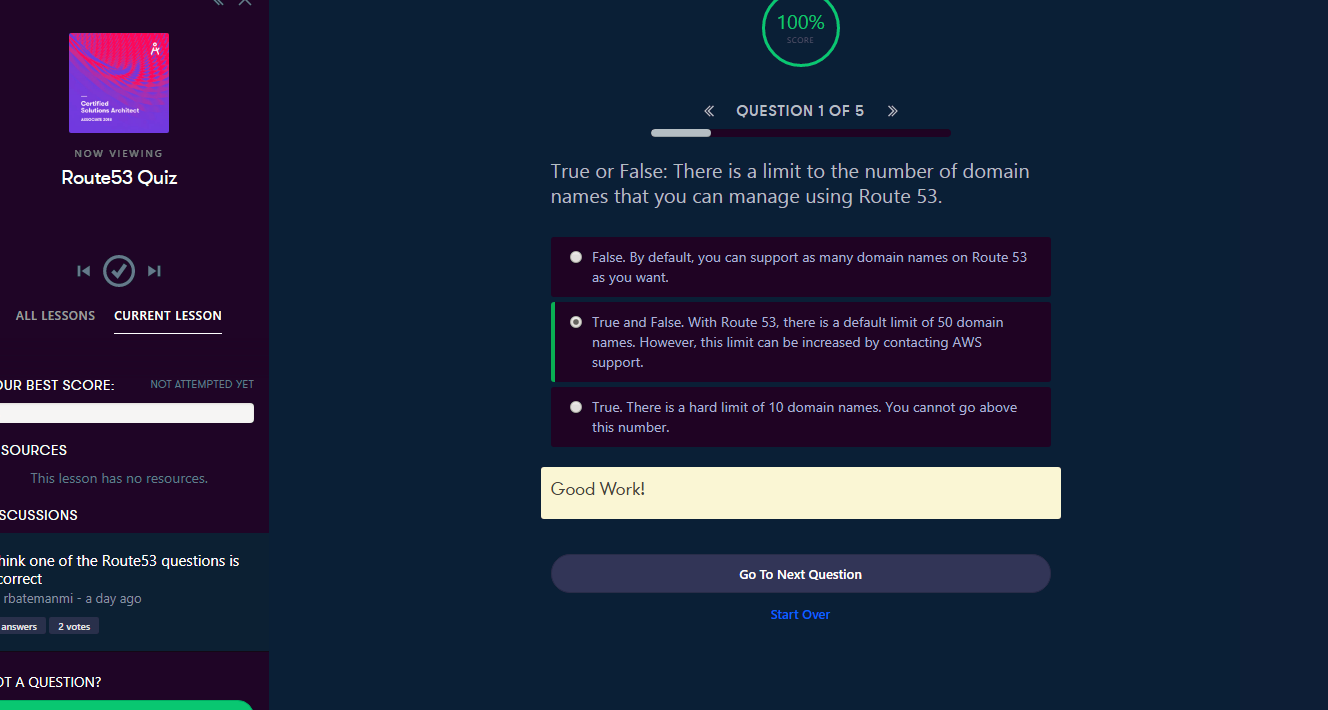 Certified
Solutions Architect
ASSOCIATE 2018
NOW VIEWING
Route53 Quiz
ALL LESSONS
CURRENT LESSON
OUR BEST SCORE:
NOT ATTEMPTED YET
SOURCES
This lesson has no resources.
SCUSSIONS
hink one of the Route53 questions is
correct
rbatemanmi - a day ago
answers
2 votes
OT A QUESTION?
100%
SCORE
« QUESTION 1 OF 5 »
True or False: There is a limit to the number of domain
names that you can manage using Route 53.
False. By default, you can support as many domain names on Route 53
as you want.
True and False. With Route 53, there is a default limit of 50 domain
names. However, this limit can be increased by contacting AWS
support.
True. There is a hard limit of 10 domain names. You cannot go above
this number.
Good Work!
Go To Next Question
Start Over